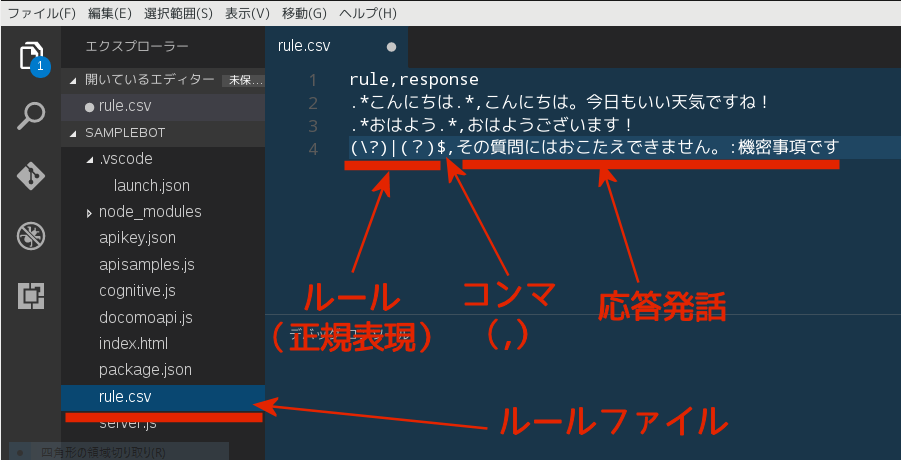 ファイル(F) 編集(E) 選択範囲(S) 表示(V) 移動(G) ヘルプ(H)
エクスプローラー
rule.csv
1
開いているエディター 未保...
rule.csv
SAMPLEBOT
.vscode
launch.json
node_modules
apikey.json
apisamples.js
cognitive.js
docomoapi.js
index.html
package.json
rule.csv
server.js
四角形の領域切り取り(R)
1 rule,response
2 .*こんにちは.*,こんにちは。今日もいい天気ですね！
3 .*おはよう.*,おはようございます！
4 (\?)|(？)$,その質問にはおこたえできません。:機密事項です
ルール
（正規表現）
コンマ
（,）
応答発話
ルールファイル